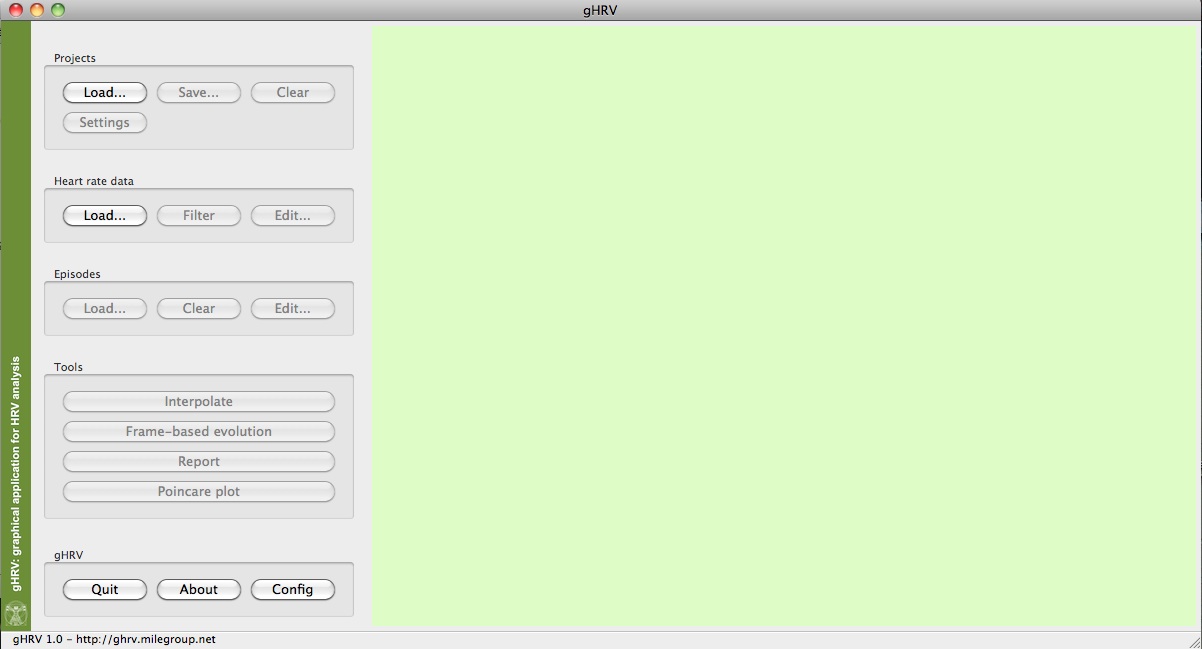 gHRV
Projects
Load... Save... Clear
Settings
Heart rate data
Load... Filter Edit...
Episodes
Load... Clear Edit...
Tools
Interpolate
Frame-based evolution
Report
Poincare plot
gHRV
Quit About Config
gHRV: graphical application for HRV analysis
gHRV 1.0 - http://ghrv.milegroup.net